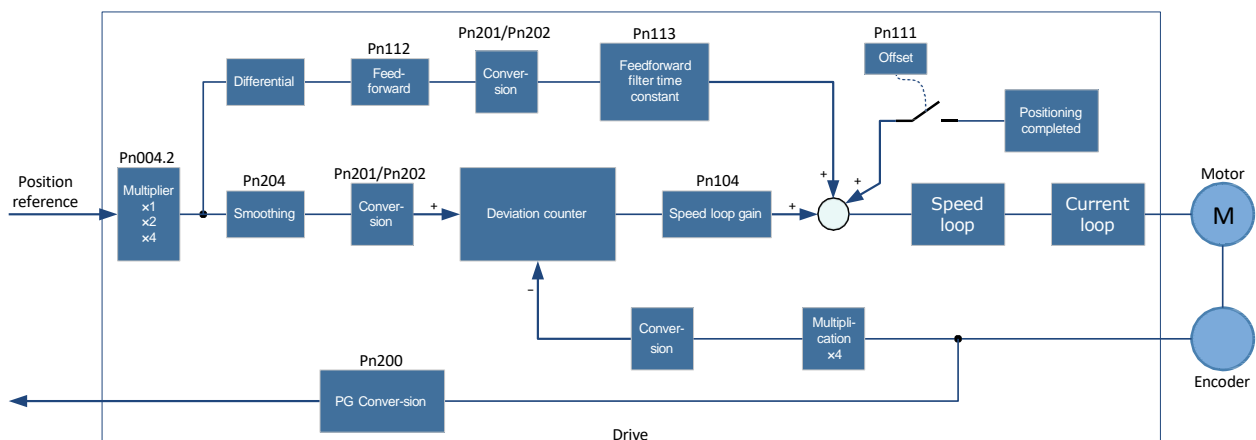 Pn201/Pn202
Pn112
Pn113
Pn111
Differential
Feed-
forward
Conver-
sion
Feedforward
filter time
constant
Offset
Positioning
completed
Position
reference
Pn004.2
Multiplier
×1
×2
×4
Pn204
Smoothing
Pn201/Pn202
Conver-
sion
+
Deviation counter
Pn104
Speed loop gain
+
+
+
Speed
loop
Current
loop
Motor
M
−
Conver-
sion
Multipli-
cation
×4
Encoder
Pn200
PG Conver-sion
Drive